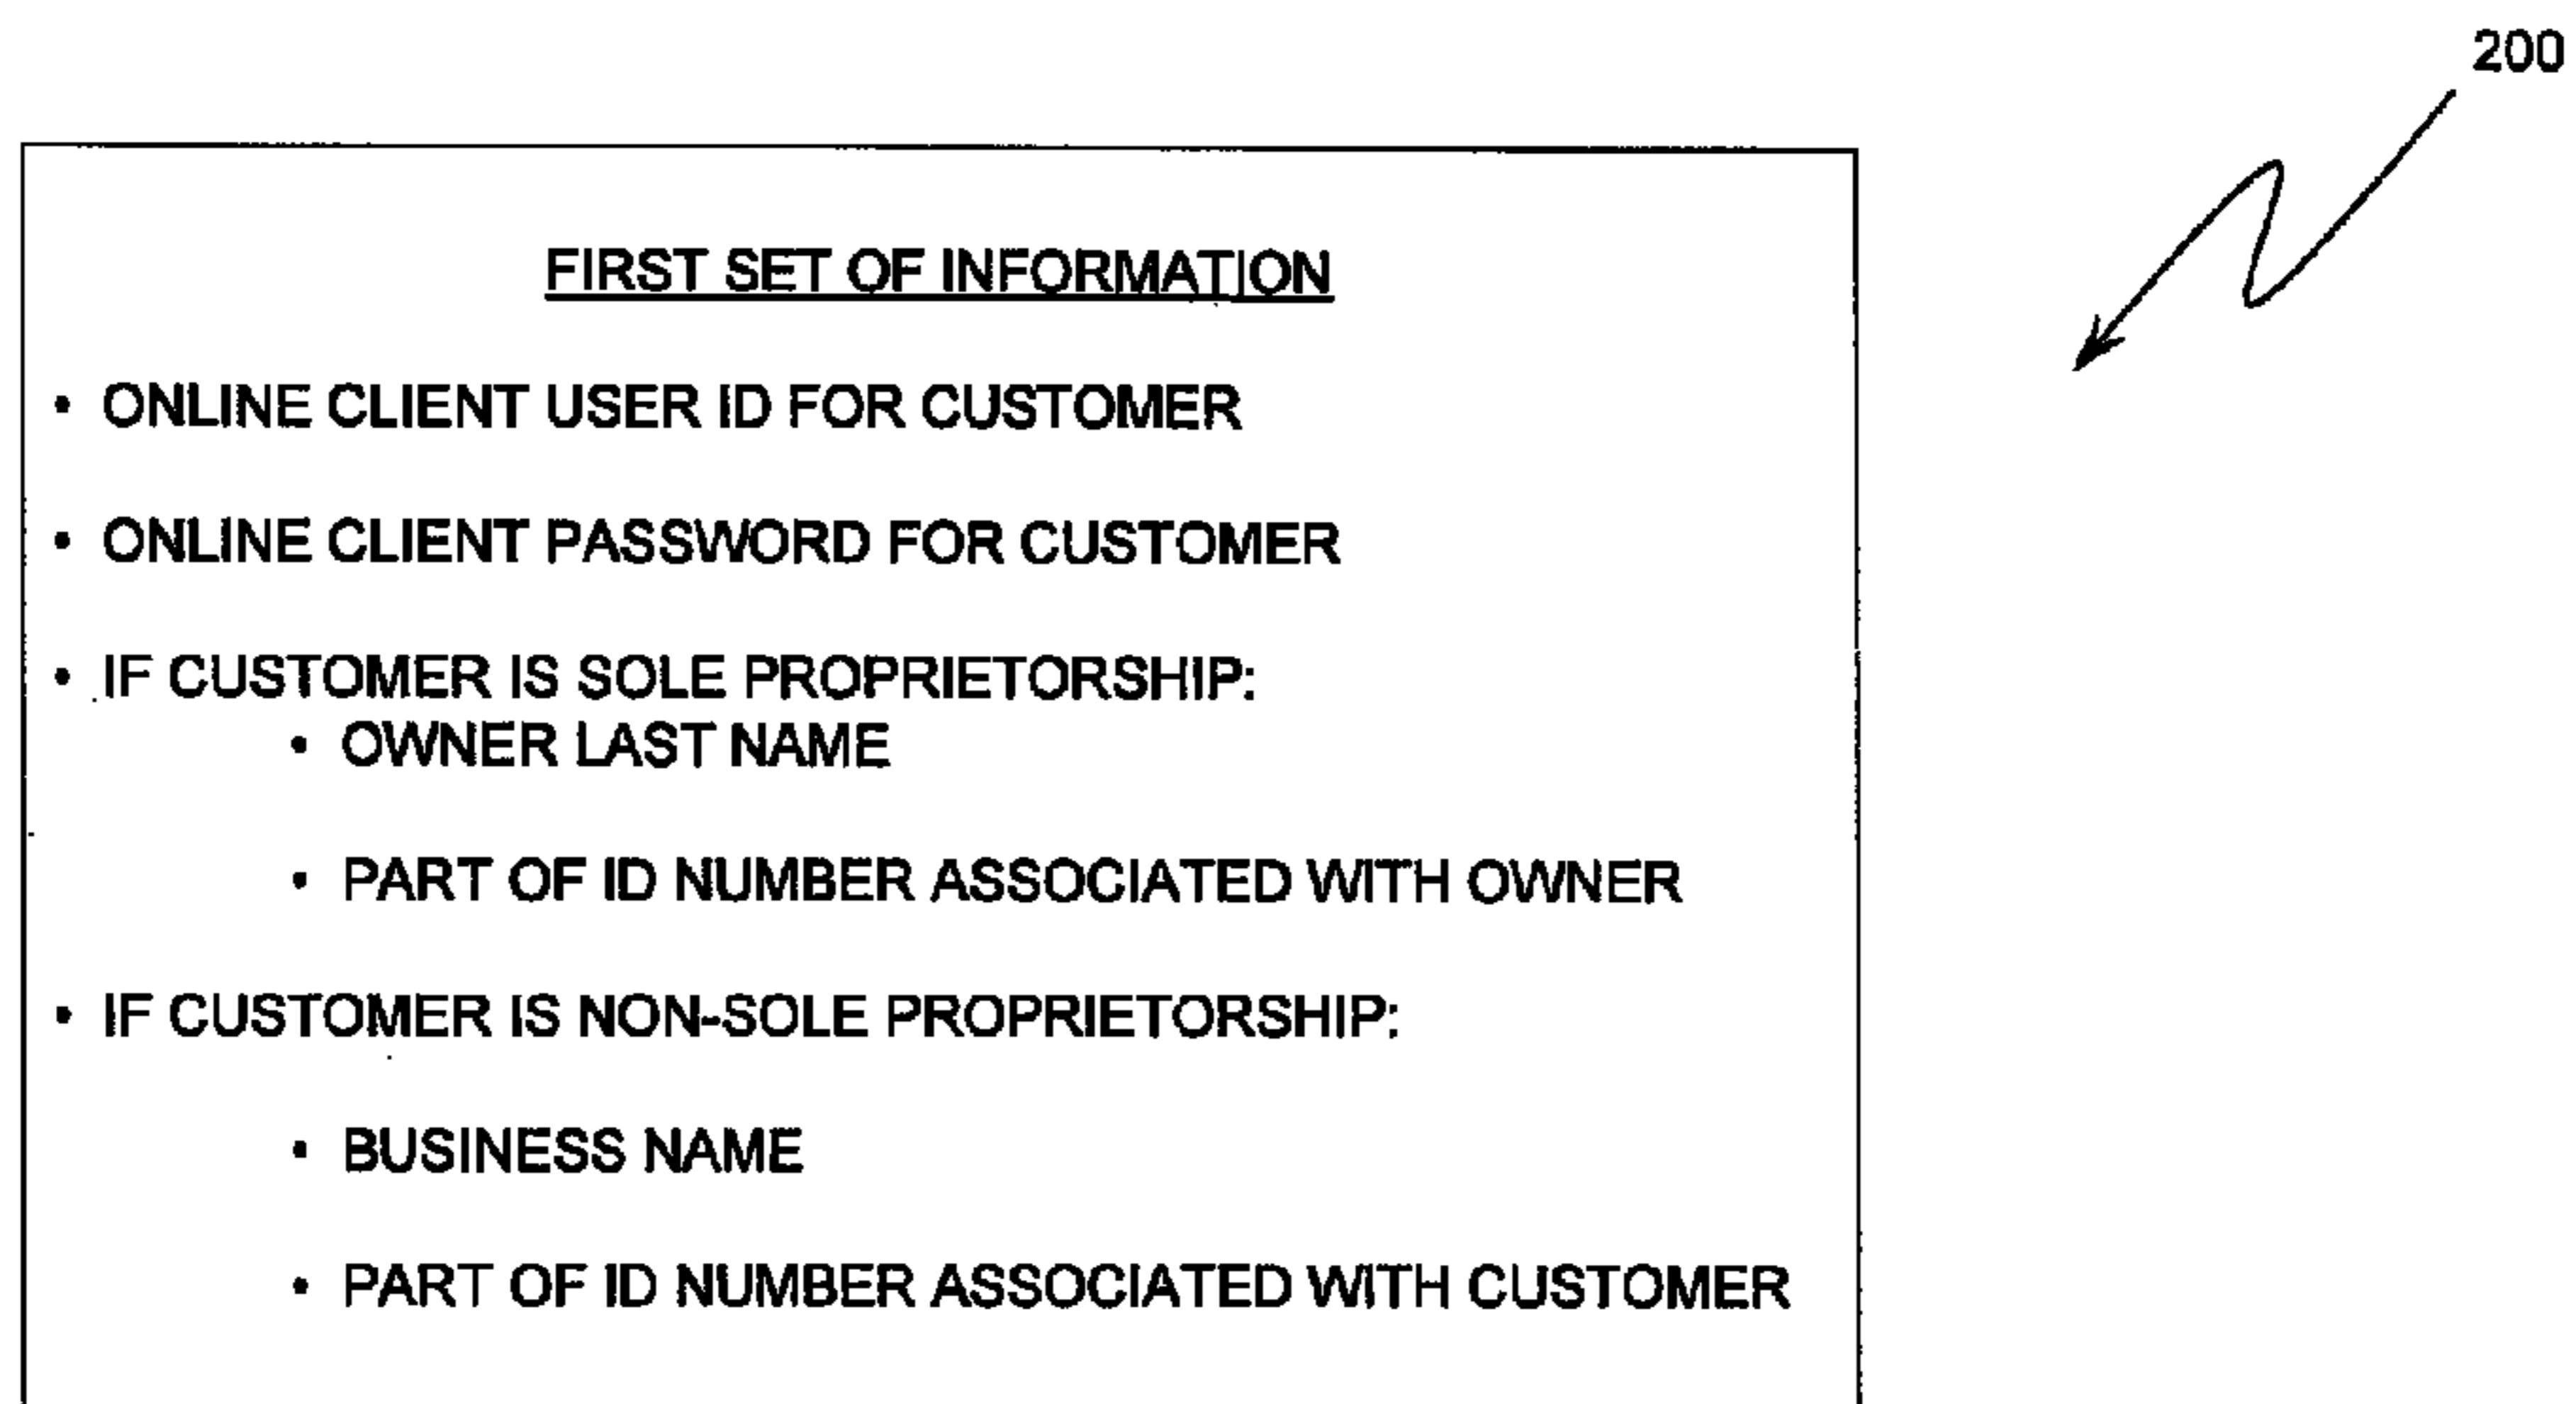 200
FIRST SET OF INFORMATION
• ONLINE CLIENT USER ID FOR CUSTOMER
• ONLINE CLIENT PASSWORD FOR CUSTOMER
• IF CUSTOMER IS SOLE PROPRIETORSHIP:
• OWNER LAST NAME
• PART OF ID NUMBER ASSOCIATED WITH OWNER
• IF CUSTOMER IS NON-SOLE PROPRIETORSHIP:
• BUSINESS NAME
• PART OF ID NUMBER ASSOCIATED WITH CUSTOMER